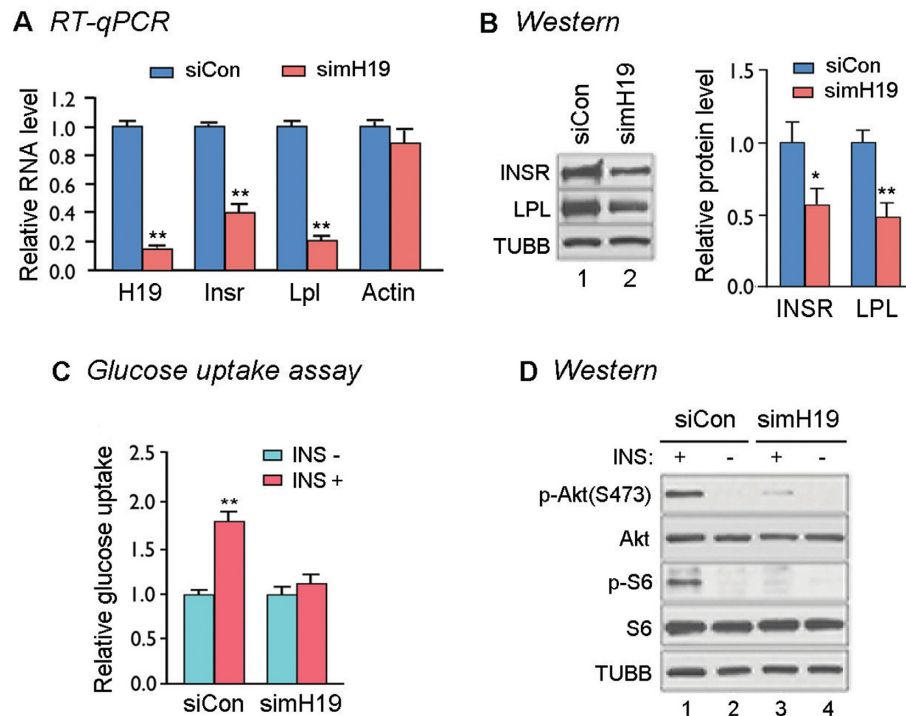 A RT-qPCR
siCon simH19
Relative RNA level
1.2
1.0
0.8
0.6
0.4
0.2
0.0
** ** **
H19 Insr Lpl Actin
B Western
siCon simH19
INSR
LPL
TUBB
1 2
siCon
simH19
Relative protein level
1.5
1.0
0.5
0.0
* **
INSR LPL
C Glucose uptake assay
INS -
INS +
Relative glucose uptake
2.5
2.0
1.5
1.0
0.5
0.0
**
siCon simH19
D Western
siCon simH19
INS: + - + -
p-Akt(S473)
Akt
p-S6
S6
TUBB
1 2 3 4